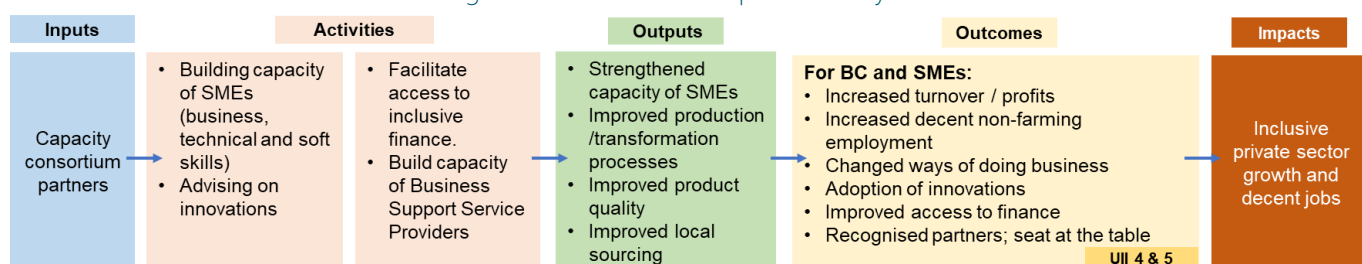 Inputs
Activities
Outputs
Outcomes
Impacts
Capacity
consortium
partners
• Building capacity
of SMEs
(business,
technical and soft
skills)
• Advising on
innovations
• Facilitate
access to
inclusive
finance.
• Build capacity
of Business
Support Service
Providers
• Strengthened
capacity of SMEs
• Improved production
/transformation
processes
• Improved product
quality
• Improved local
sourcing
For BC and SMEs:
• Increased turnover / profits
• Increased decent non-farming
employment
• Changed ways of doing business
• Adoption of innovations
• Improved access to finance
• Recognised partners; seat at the table
UII 4 & 5
Inclusive
private sector
growth and
decent jobs